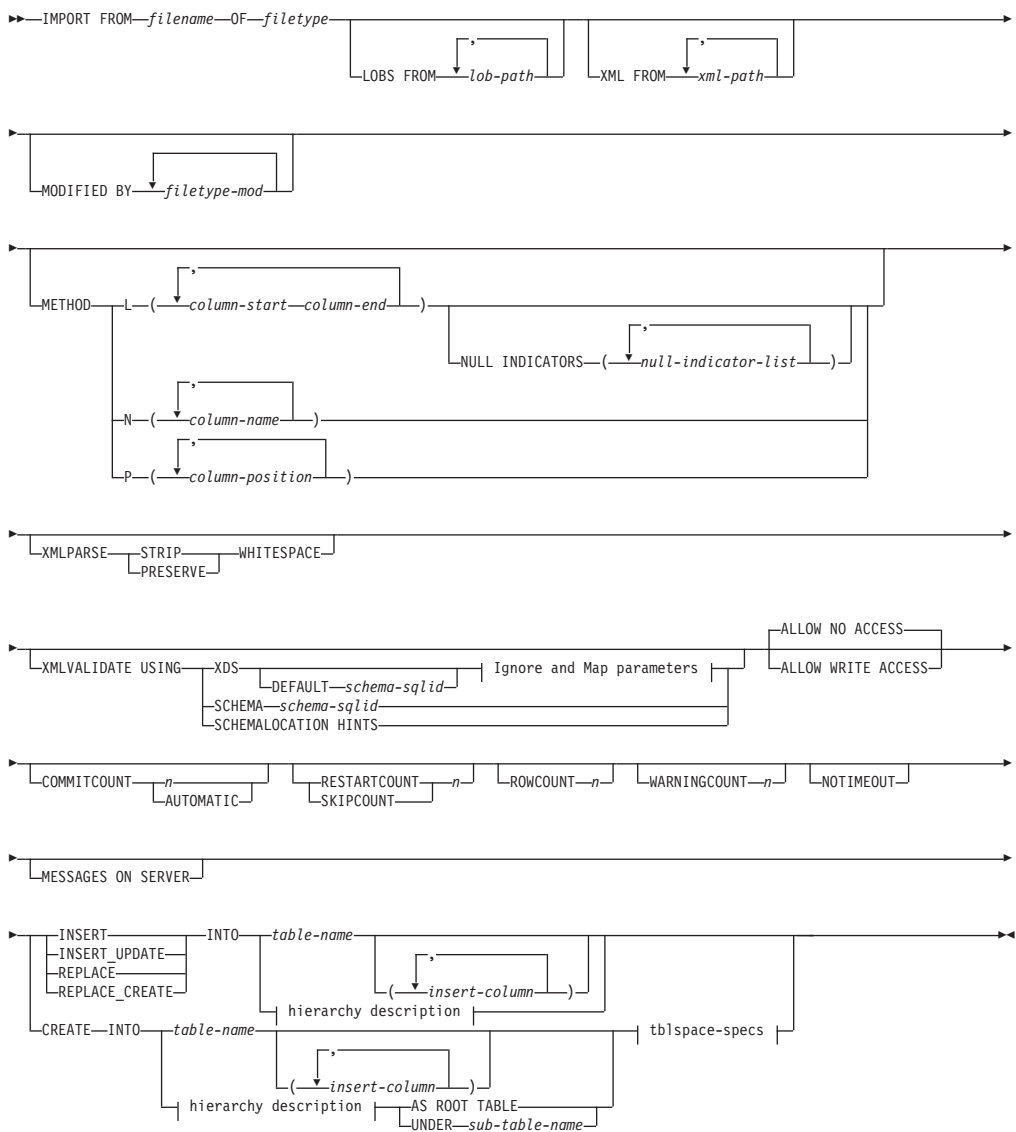 IMPORT FROM filename OF filetype
,
,
LOBS FROM lob-path
XML FROM xml-path
MODIFIED BY filetype-mod
,
METHOD L ( column-start column-end )
,
NULL INDICATORS ( null-indicator-list )
,
N ( column-name )
,
P ( column-position )
XMLPARSE STRIP WHITESPACE
PRESERVE
ALLOW NO ACCESS
XMLVALIDATE USING XDS Ignore and Map parameters ALLOW WRITE ACCESS
DEFAULT schema-sqlid
SCHEMA schema-sqlid
SCHEMALOCATION HINTS
COMMITCOUNT n RESTARTCOUNT n ROWCOUNT n WARNINGCOUNT n NOTIMEOUT
AUTOMATIC SKIPCOUNT
MESSAGES ON SERVER
INSERT INTO table-name
INSERT_UPDATE ,
REPLACE
REPLACE_CREATE ( insert-column )
hierarchy description
CREATE INTO table-name tblspace-specs
,
( insert-column )
hierarchy description AS ROOT TABLE
UNDER sub-table-name